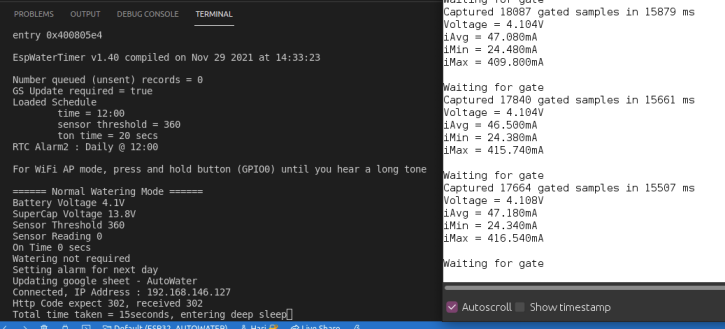 PROBLEMS OUTPUT DEBUG CONSOLE TERMINAL
entry 0x400805e4
EspWaterTimer v1.40 compiled on Nov 29 2021 at 14:33:23
Number queued (unsent) records = 0
GS Update required = true
Loaded Schedule
time = 12:00
sensor threshold = 360
ton time = 20 secs
RTC Alarm2 : Daily @ 12:00
For WiFi AP mode, press and hold button (GPIO0) until you hear a long tone
====== Normal Watering Mode ======
Battery Voltage 4.1V
SuperCap Voltage 13.8V
Sensor Threshold 360
Sensor Reading 0
On Time 0 secs
Watering not required
Setting alarm for next day
Updating google sheet - AutoWater
Connected, IP Address : 192.168.146.127
Http Code expect 302, received 302
Total time taken = 15seconds, entering deep sleep
Default (ESP32_AUTOWATER) Hari Live Share
Waiting for gate
Captured 18087 gated samples in 15879 ms
Voltage = 4.104V
iAvg = 47.080mA
iMin = 24.480mA
iMax = 409.800mA
Waiting for gate
Captured 17840 gated samples in 15661 ms
Voltage = 4.104V
iAvg = 46.500mA
iMin = 24.380mA
iMax = 415.740mA
Waiting for gate
Captured 17664 gated samples in 15507 ms
Voltage = 4.108V
iAvg = 47.180mA
iMin = 24.340mA
iMax = 416.540mA
Waiting for gate
Autoscroll Show timestamp